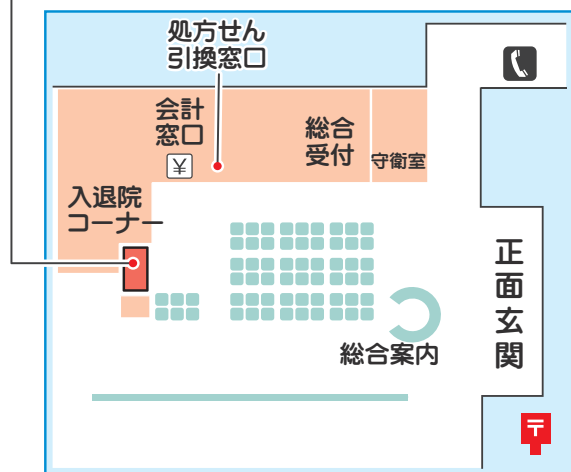 処方せん
引換窓口
会計
窓口
¥
総合
受付
守衛室
入退院
コーナー
正面玄関
総合案内
〒